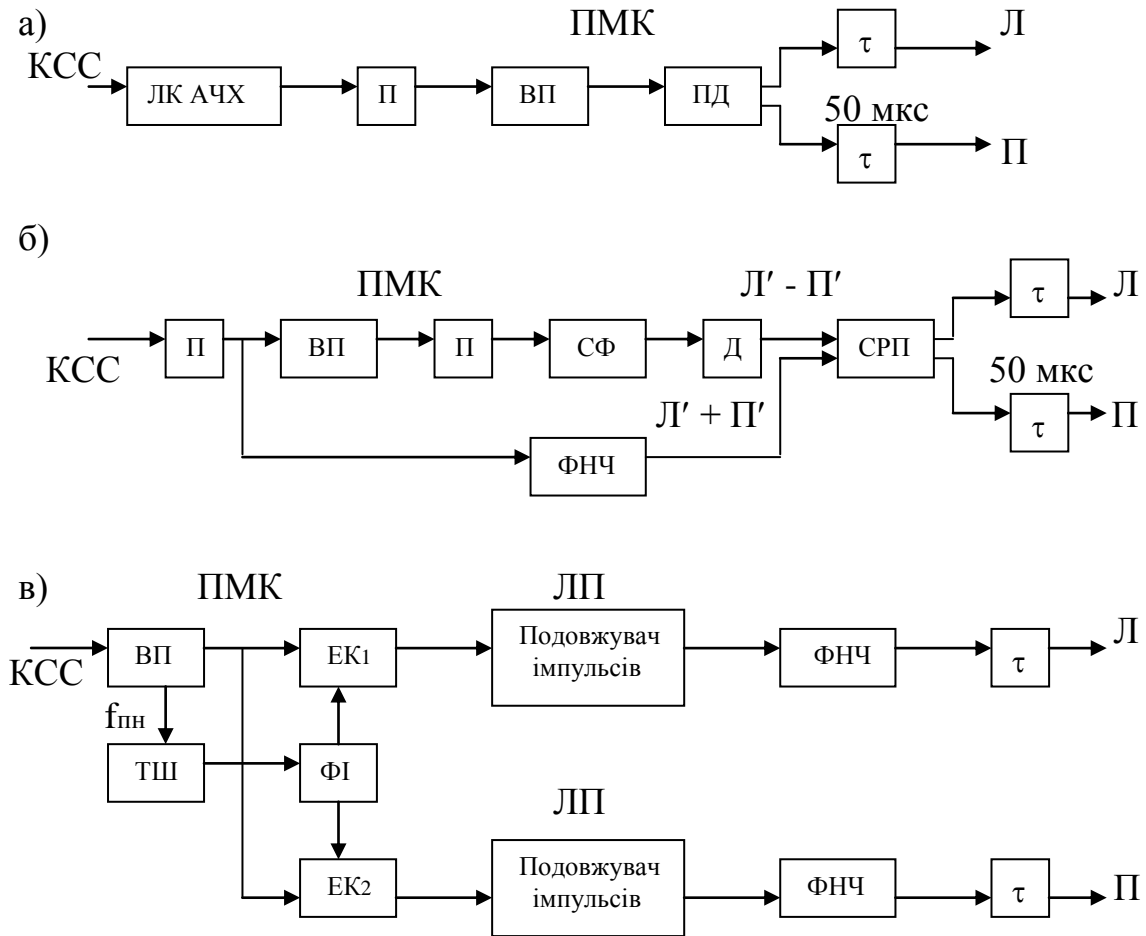 а)
ПМК
КСС
ЛК АЧХ
П
ВП
ПД
τ
Л
50 мкс
τ
П
б)
ПМК
Л′ - П′
КСС
П
ВП
П
СФ
Д
СРП
τ
Л
50 мкс
τ
П
Л′ + П′
ФНЧ
в)
ПМК
ЛП
КСС
ВП
ЕК1
Подовжувач
імпульсів
ФНЧ
τ
Л
fпн
ТШ
ФІ
ЛП
ЕК2
Подовжувач
імпульсів
ФНЧ
τ
П